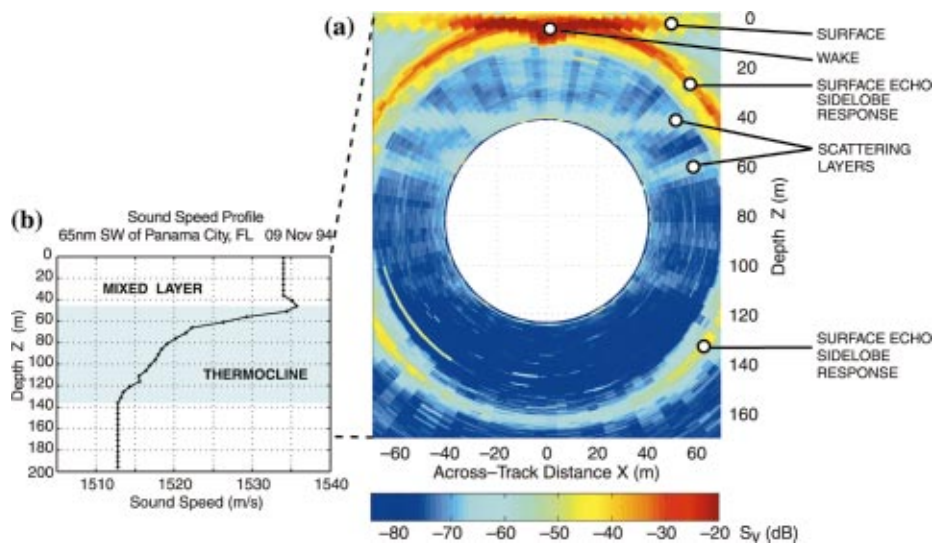 (a)
0
20
40
60
80
100
120
140
160
Depth Z (m)
SURFACE
WAKE
SURFACE ECHO
SIDELOBE
RESPONSE
SCATTERING
LAYERS
SURFACE ECHO
SIDELOBE
RESPONSE
−60 −40 −20 0 20 40 60
Across−Track Distance X (m)
−80 −70 −60 −50 −40 −30 −20 SV (dB)
(b)
Sound Speed Profile
65nm SW of Panama City, FL 09 Nov 94
0
20
40
60
80
100
120
140
160
180
200
Depth Z (m)
MIXED LAYER
THERMOCLINE
1510 1520 1530 1540
Sound Speed (m/s)